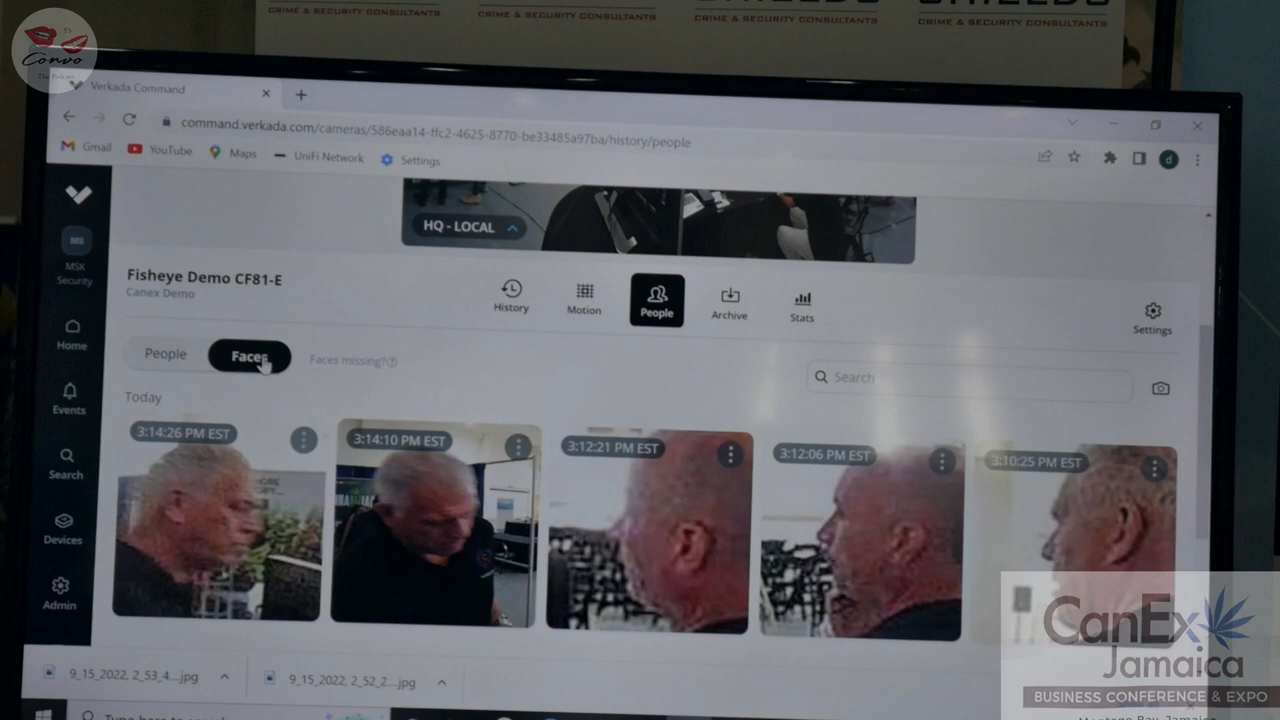 CRIME & SECURITY CONSULTANTS
CRIME & SECURITY CONSULTANTS
CRIME & SECURITY CONSULTANTS
CRIME & SECURITY CONSULTANTS
Convo
Verkada Command
command.verkada.com/cameras/586eaa14-ffc2-4625-8770-be33485a97ba/history/people
Gmail
YouTube
Maps
UniFi Network
Settings
HQ - LOCAL
MS
MSK
Security
Home
Events
Search
Devices
Admin
Fisheye Demo CF81-E
Canex Demo
History
Motion
People
Archive
Stats
Settings
People
Faces
Faces missing?
Search
Today
3:14:26 PM EST
3:14:10 PM EST
3:12:21 PM EST
3:12:06 PM EST
3:10:25 PM EST
9_15_2022, 2_53_4....jpg
9_15_2022, 2_52_2....jpg
CanEx
Jamaica
BUSINESS CONFERENCE & EXPO